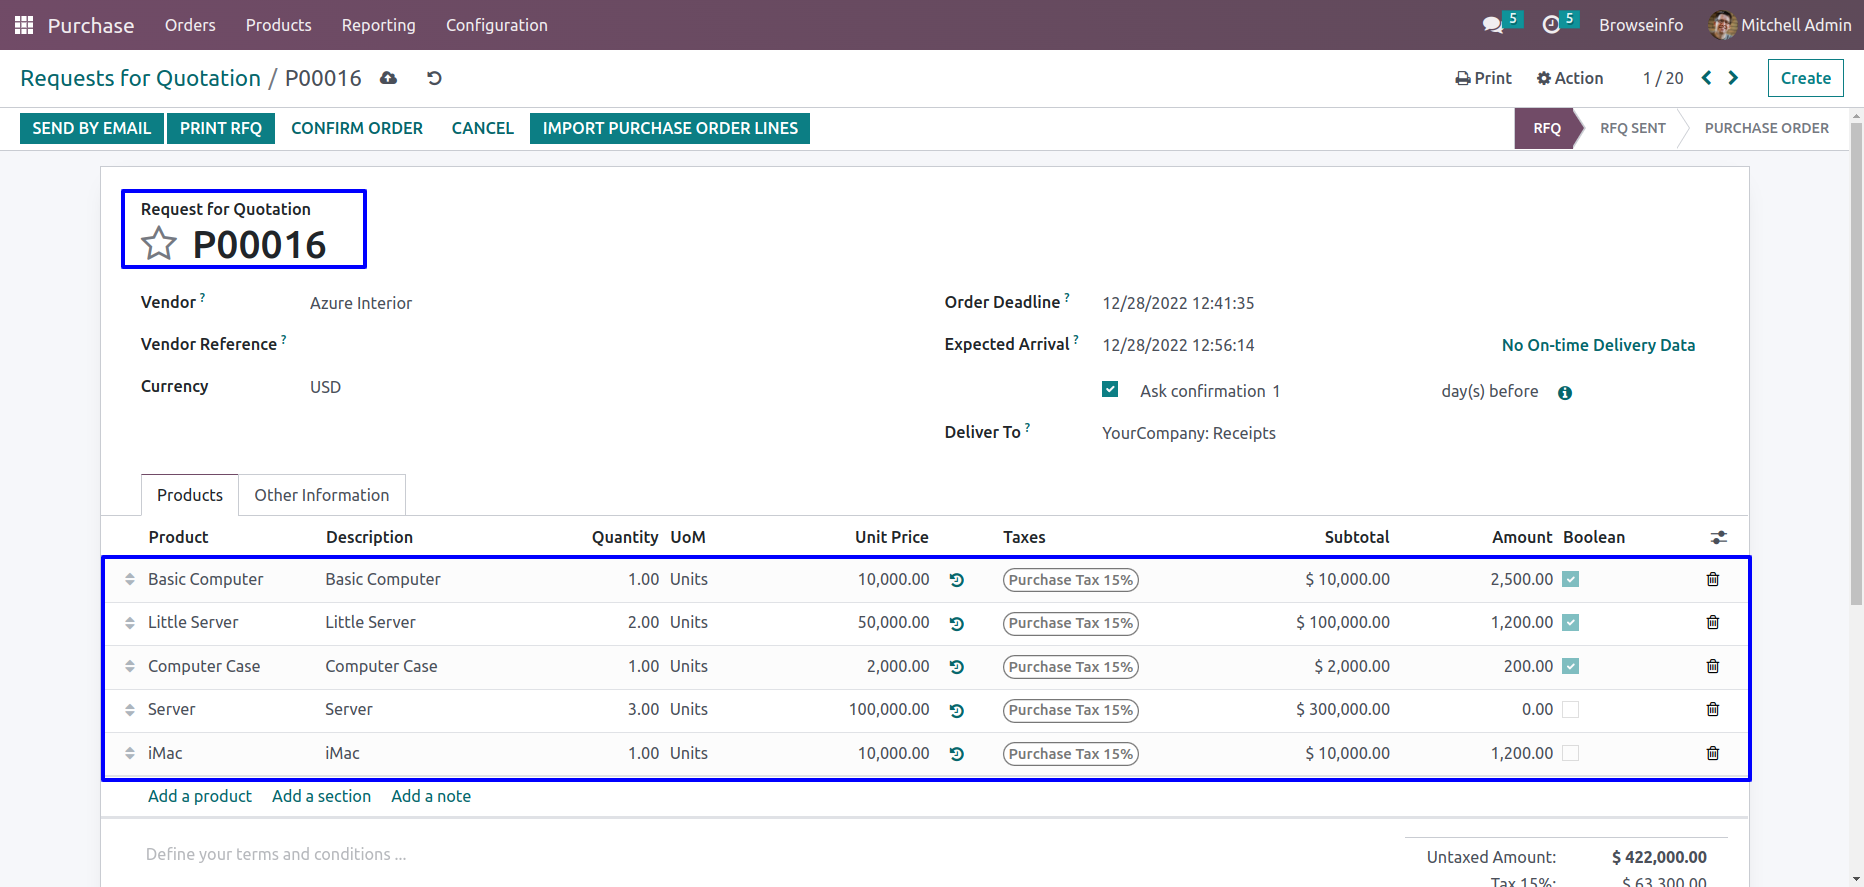 Purchase Orders Products Reporting Configuration 5 5 Browseinfo Mitchell Admin
Requests for Quotation / P00016 Print Action 1 / 20 Create
SEND BY EMAIL PRINT RFQ CONFIRM ORDER CANCEL IMPORT PURCHASE ORDER LINES RFQ RFQ SENT PURCHASE ORDER
Request for Quotation
P00016
Vendor ? Azure Interior Order Deadline ? 12/28/2022 12:41:35
Vendor Reference ? Expected Arrival ? 12/28/2022 12:56:14 No On-time Delivery Data
Currency USD Ask confirmation 1 day(s) before
Deliver To ? YourCompany: Receipts
Products Other Information
Product Description Quantity UoM Unit Price Taxes Subtotal Amount Boolean
Basic Computer Basic Computer 1.00 Units 10,000.00 Purchase Tax 15% $ 10,000.00 2,500.00
Little Server Little Server 2.00 Units 50,000.00 Purchase Tax 15% $ 100,000.00 1,200.00
Computer Case Computer Case 1.00 Units 2,000.00 Purchase Tax 15% $ 2,000.00 200.00
Server Server 3.00 Units 100,000.00 Purchase Tax 15% $ 300,000.00 0.00
iMac iMac 1.00 Units 10,000.00 Purchase Tax 15% $ 10,000.00 1,200.00
Add a product Add a section Add a note
Define your terms and conditions ...
Untaxed Amount: $ 422,000.00
Tax 15%: $ 63,300.00